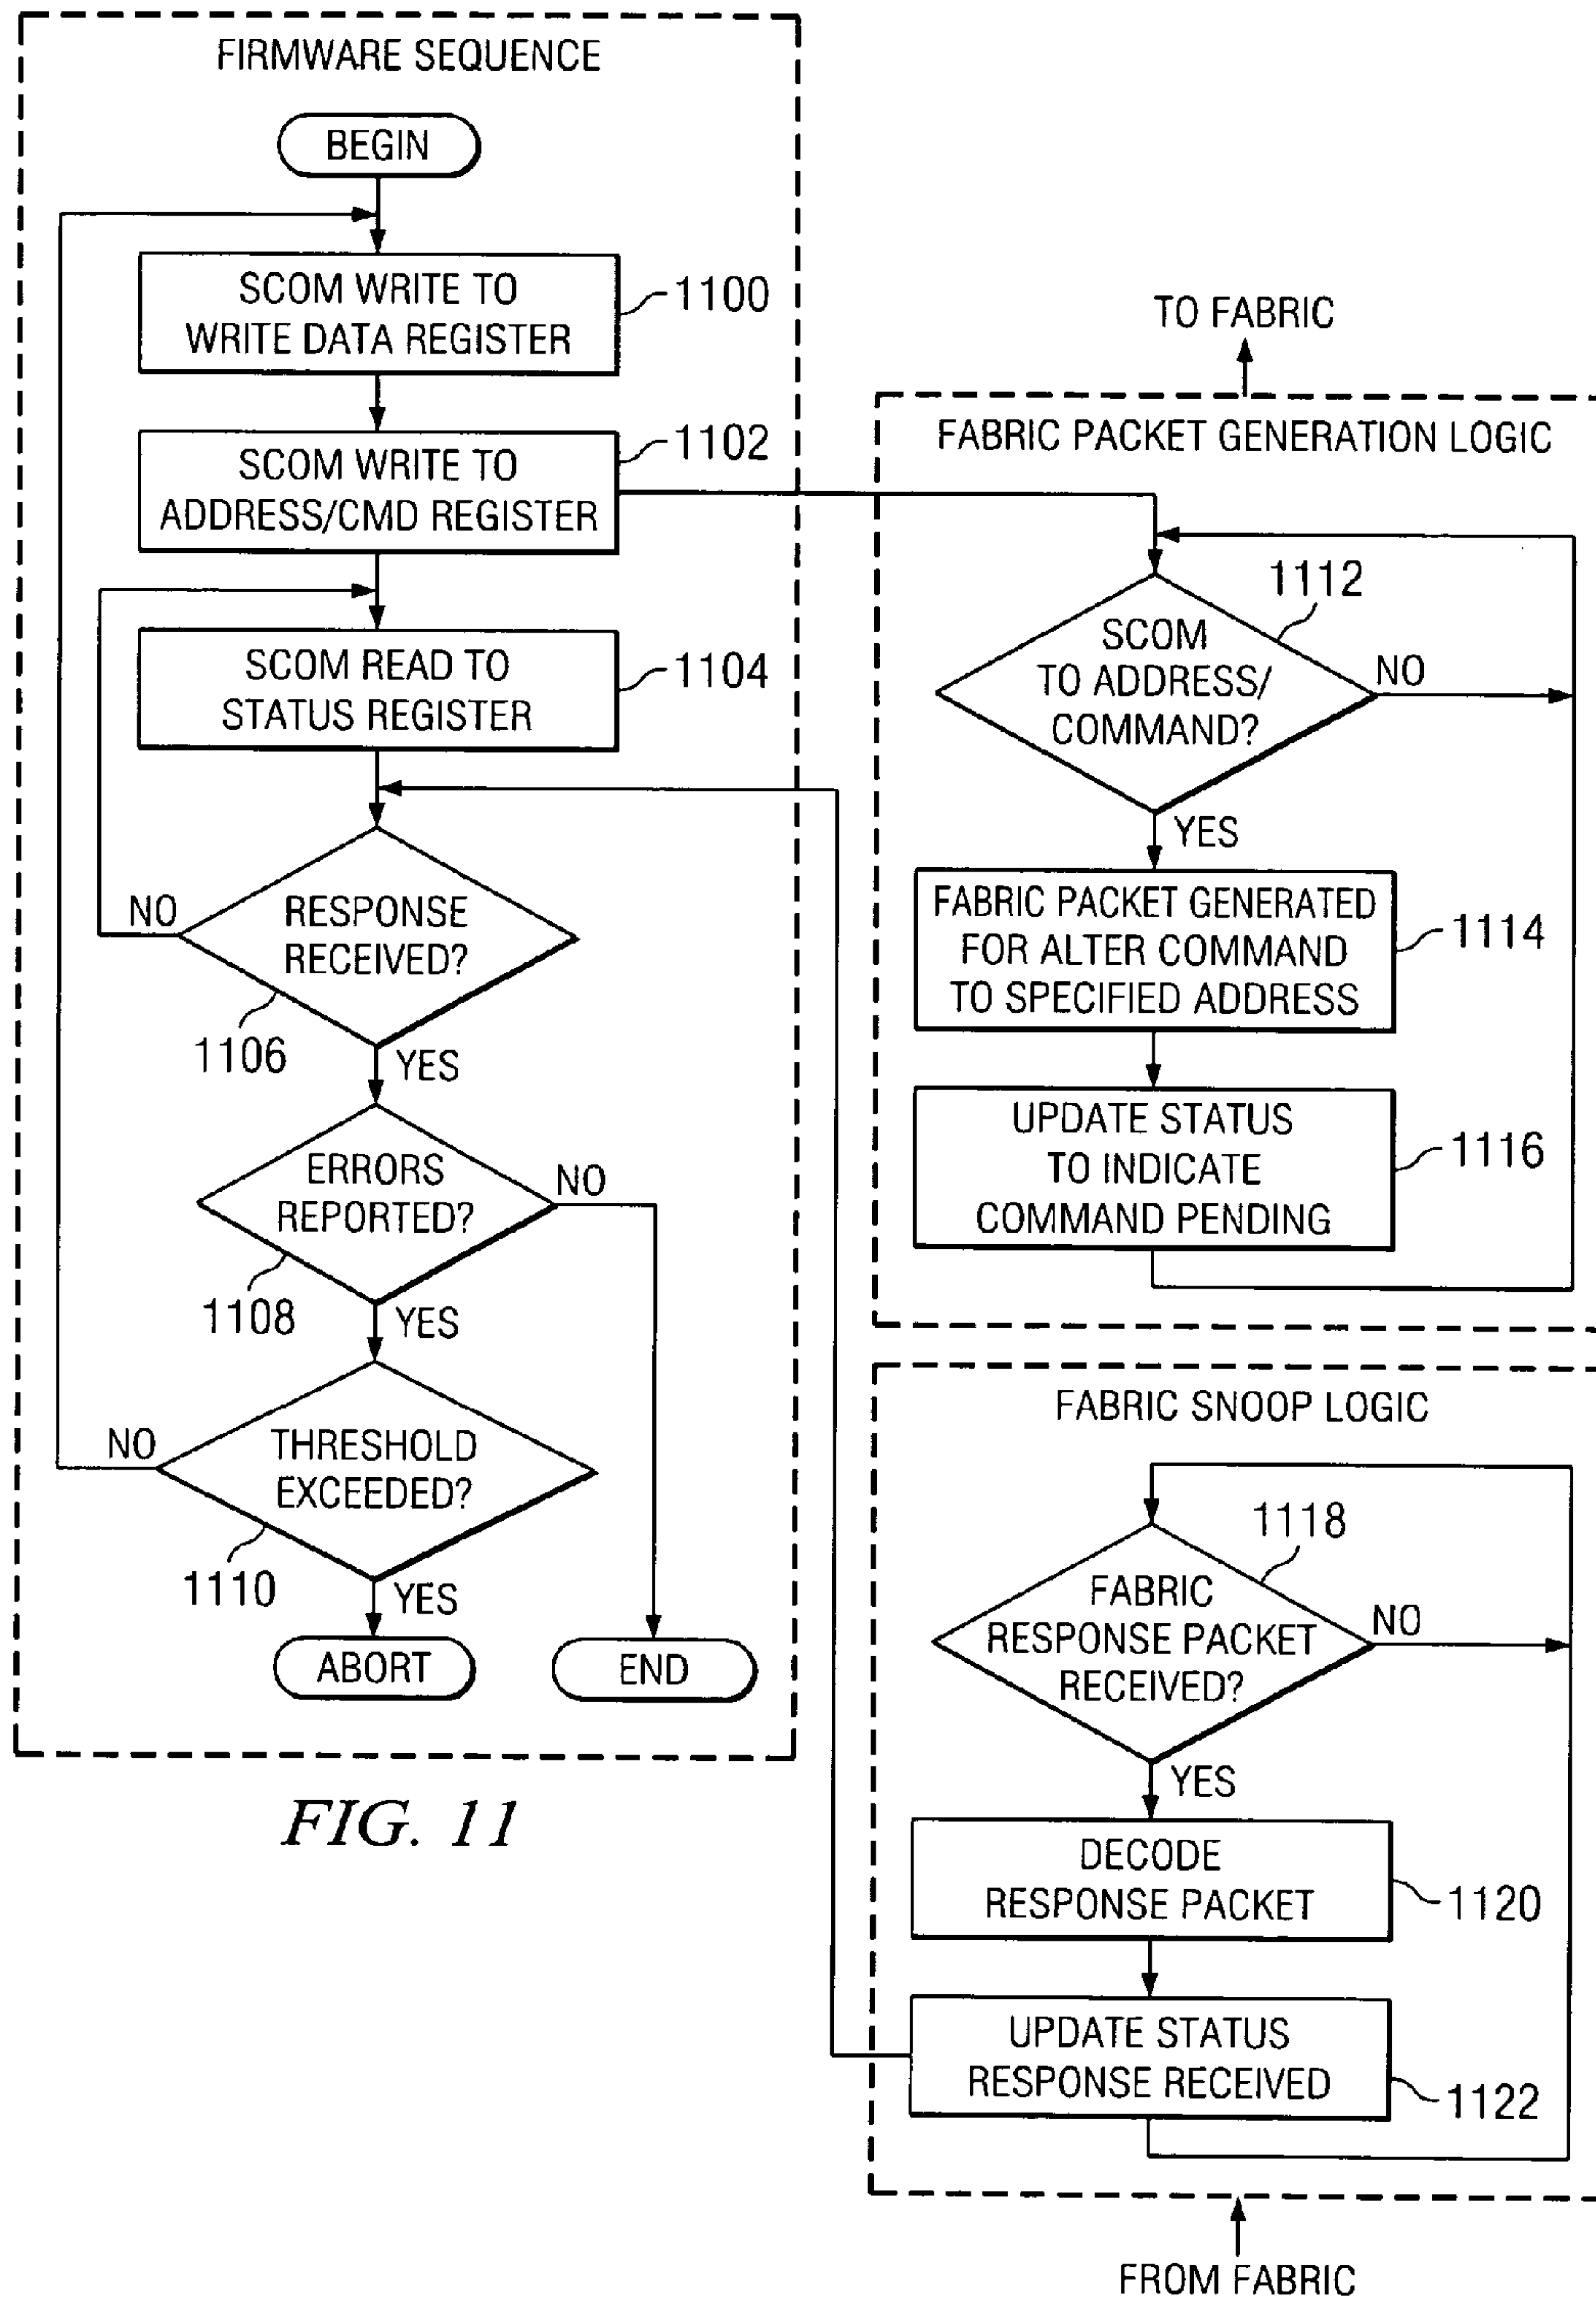 FIRMWARE SEQUENCE
BEGIN
SCOM WRITE TO
WRITE DATA REGISTER
1100
SCOM WRITE TO
ADDRESS/CMD REGISTER
1102
SCOM READ TO
STATUS REGISTER
1104
RESPONSE
RECEIVED?
NO
1106
YES
ERRORS
REPORTED?
NO
1108
YES
THRESHOLD
EXCEEDED?
NO
1110
YES
ABORT
END
FIG. 11
TO FABRIC
FABRIC PACKET GENERATION LOGIC
1112
SCOM
TO ADDRESS/
COMMAND?
NO
YES
FABRIC PACKET GENERATED
FOR ALTER COMMAND
TO SPECIFIED ADDRESS
1114
UPDATE STATUS
TO INDICATE
COMMAND PENDING
1116
FABRIC SNOOP LOGIC
1118
FABRIC
RESPONSE PACKET
RECEIVED?
NO
YES
DECODE
RESPONSE PACKET
1120
UPDATE STATUS
RESPONSE RECEIVED
1122
FROM FABRIC